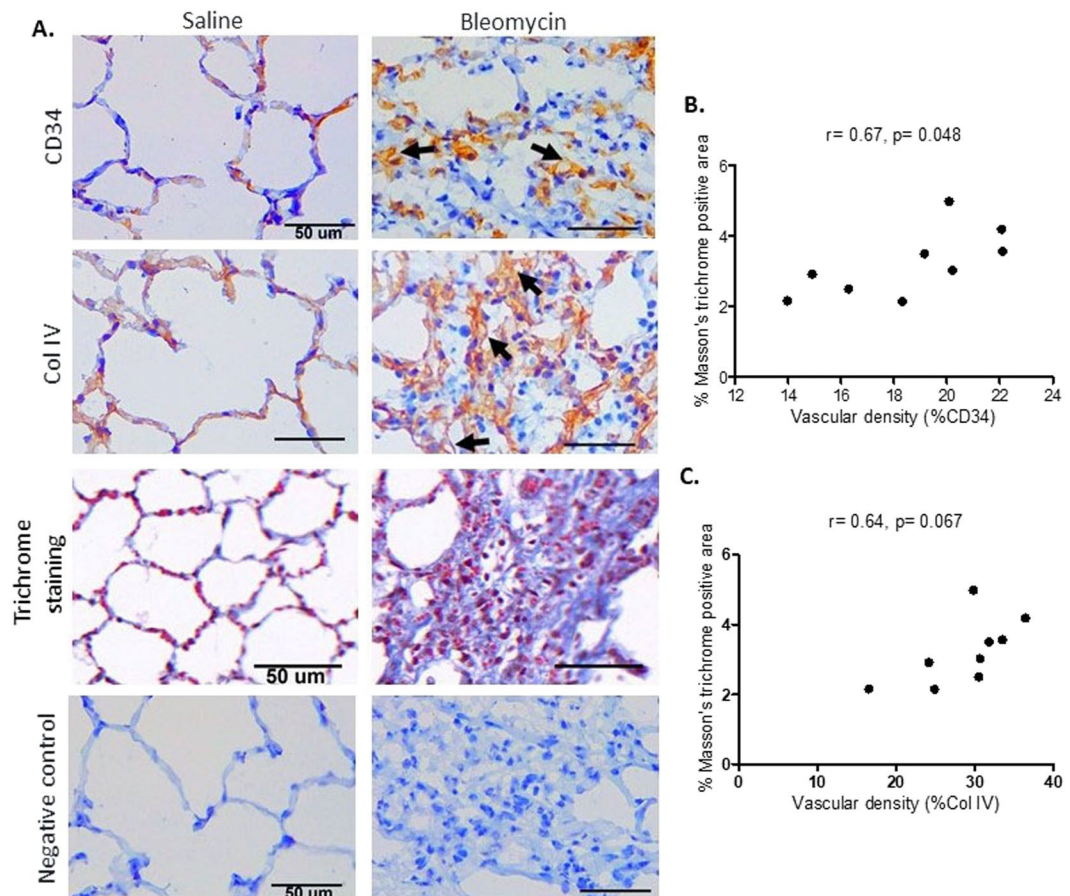 A.
Saline
Bleomycin
CD34
50 um
Col IV
Trichrome
staining
50 um
Negative control
50 um
B.
r= 0.67, p= 0.048
% Masson's trichrome positive area
6
4
2
0
12
14
16
18
20
22
24
Vascular density (%CD34)
C.
r= 0.64, p= 0.067
% Masson's trichrome positive area
6
4
2
0
0
10
20
30
40
Vascular density (%Col IV)